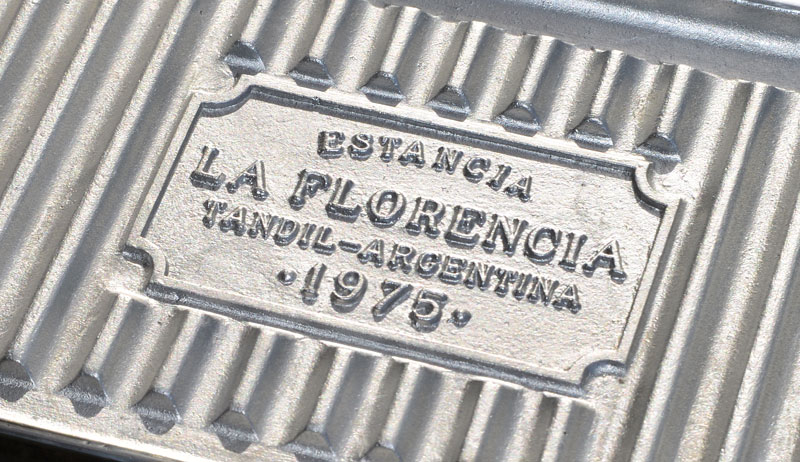 ESTANCIA
LA FLORENCIA
TANDIL-ARGENTINA
·1975·